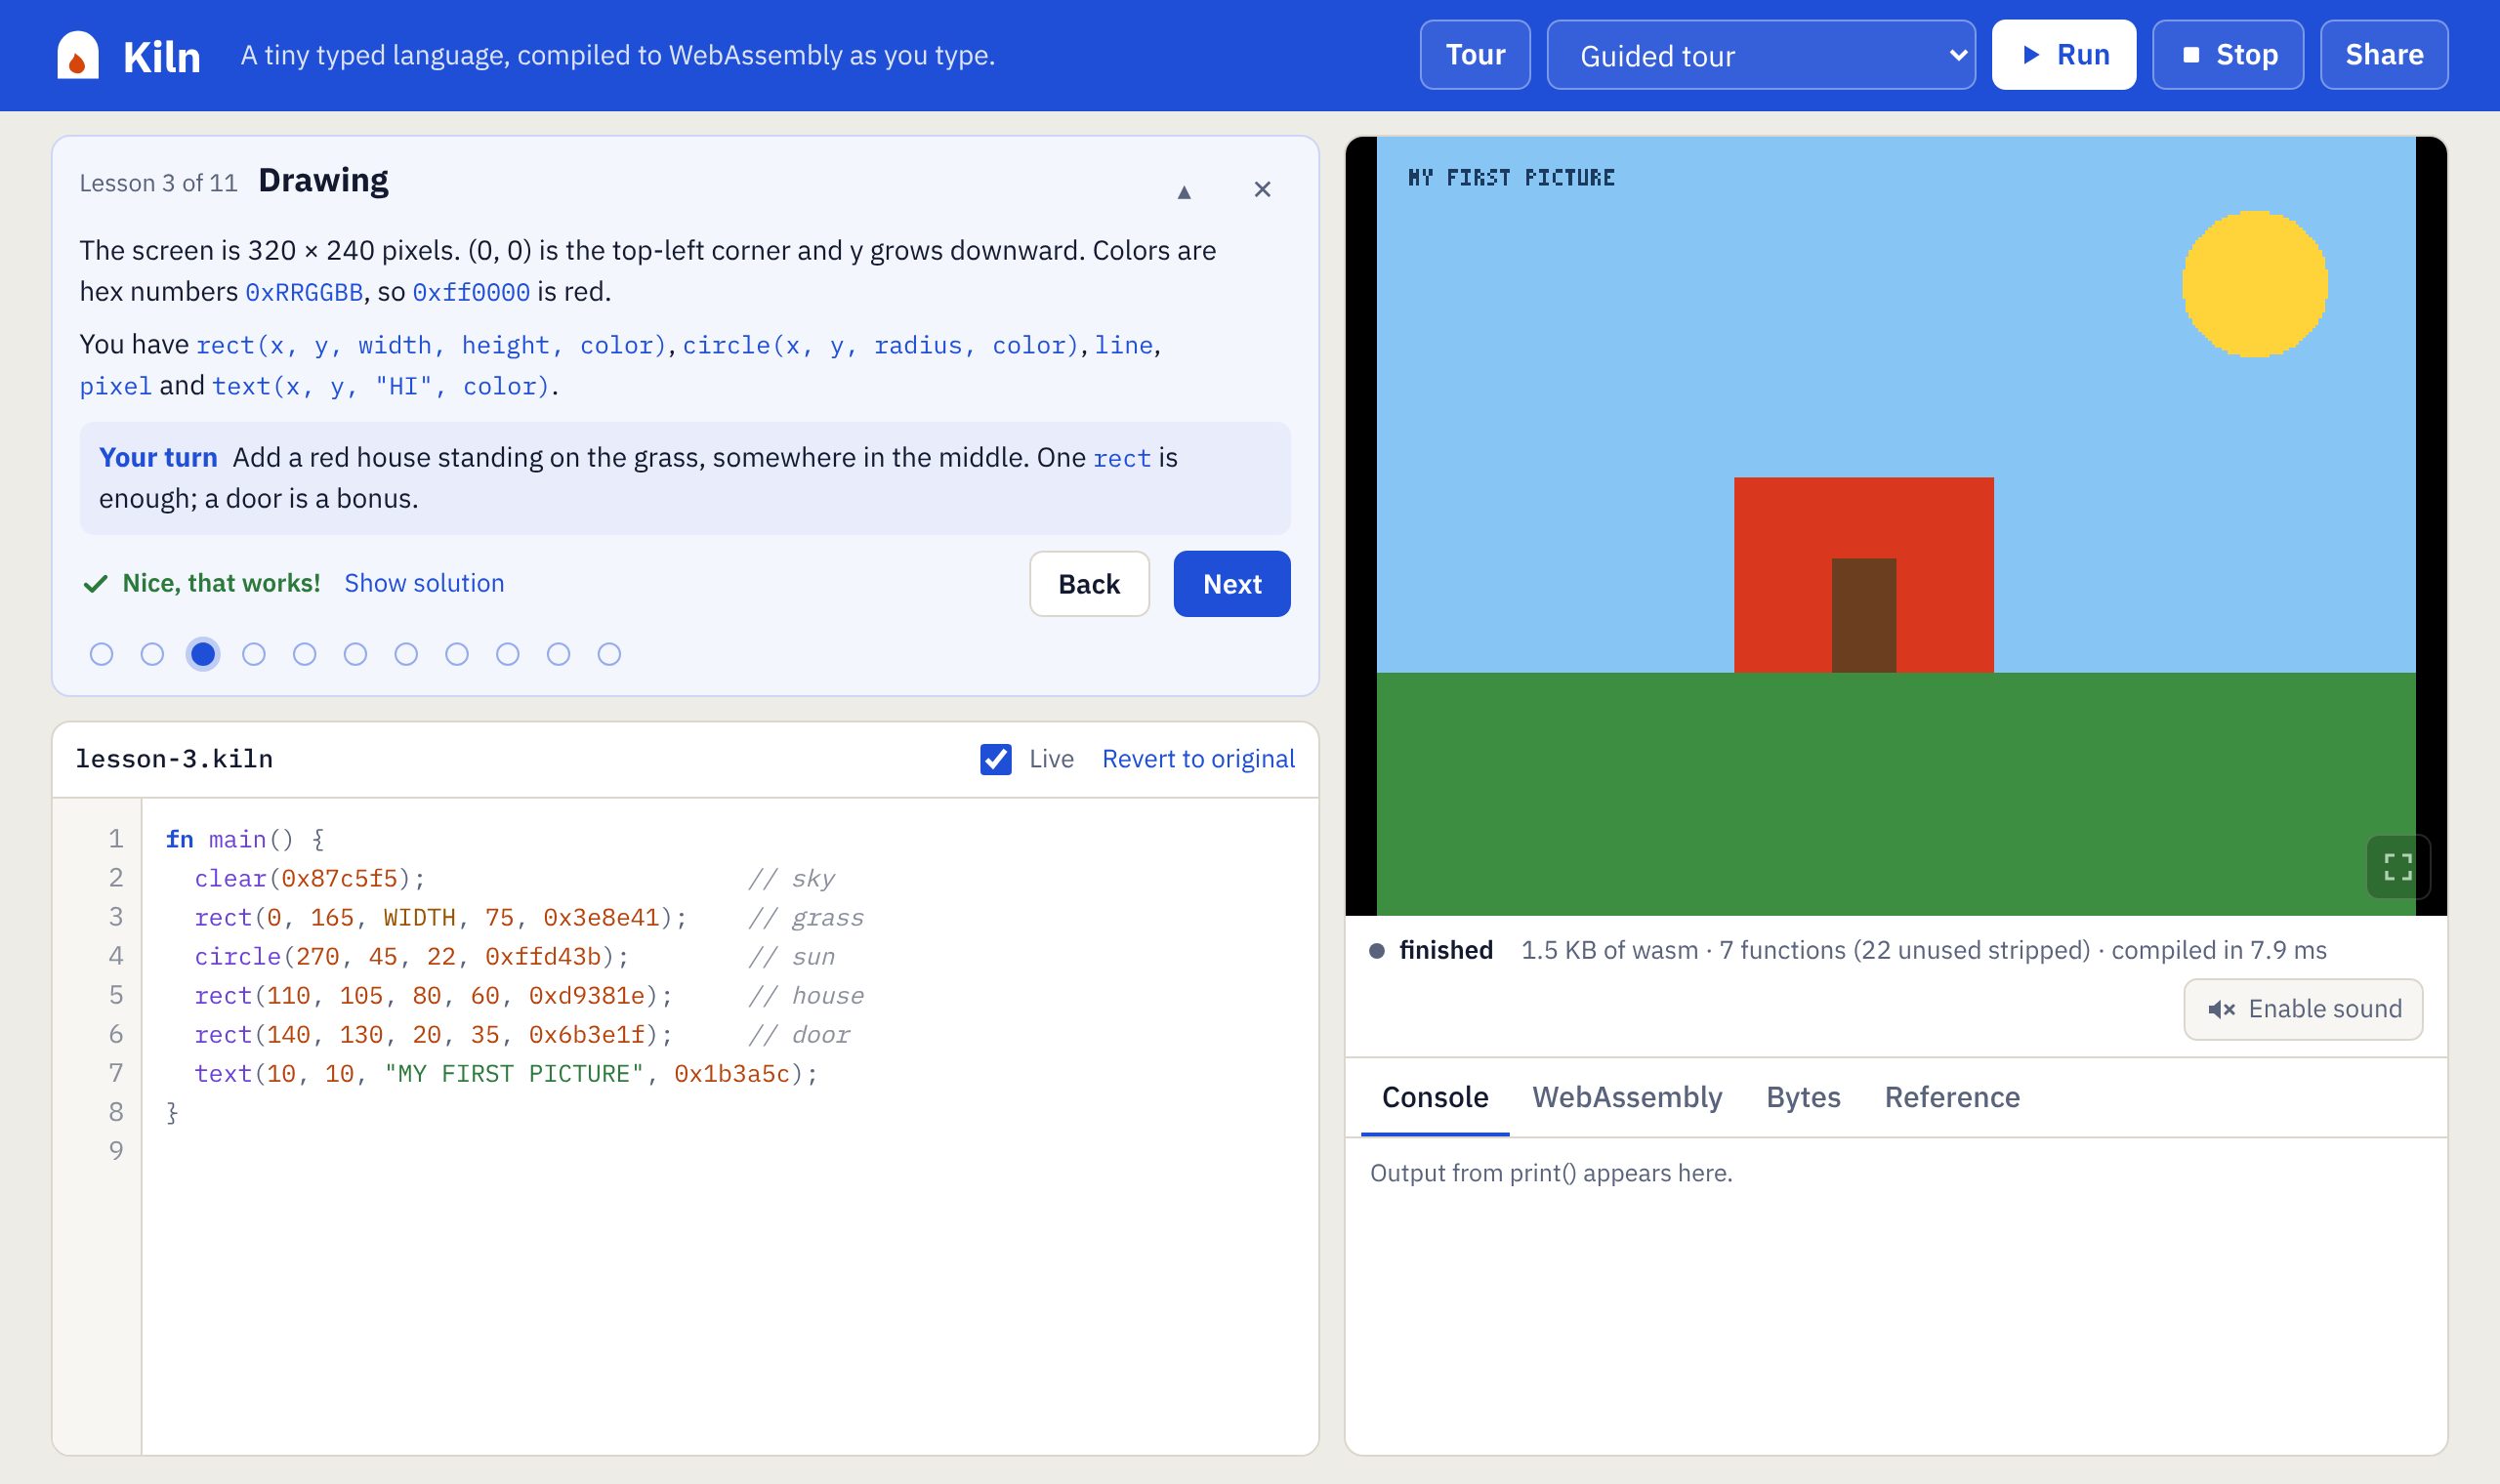 Kiln A tiny typed language, compiled to WebAssembly as you type. Tour Guided tour Run Stop Share
Lesson 3 of 11 Drawing
The screen is 320 × 240 pixels. (0, 0) is the top-left corner and y grows downward. Colors are
hex numbers 0xRRGGBB, so 0xff0000 is red.
You have rect(x, y, width, height, color), circle(x, y, radius, color), line,
pixel and text(x, y, "HI", color).
Your turn Add a red house standing on the grass, somewhere in the middle. One rect is
enough; a door is a bonus.
Nice, that works! Show solution Back Next
lesson-3.kiln Live Revert to original
1 fn main() {
2 clear(0x87c5f5); // sky
3 rect(0, 165, WIDTH, 75, 0x3e8e41); // grass
4 circle(270, 45, 22, 0xffd43b); // sun
5 rect(110, 105, 80, 60, 0xd9381e); // house
6 rect(140, 130, 20, 35, 0x6b3e1f); // door
7 text(10, 10, "MY FIRST PICTURE", 0x1b3a5c);
8 }
9
MY FIRST PICTURE
finished 1.5 KB of wasm · 7 functions (22 unused stripped) · compiled in 7.9 ms
Enable sound
Console WebAssembly Bytes Reference
Output from print() appears here.